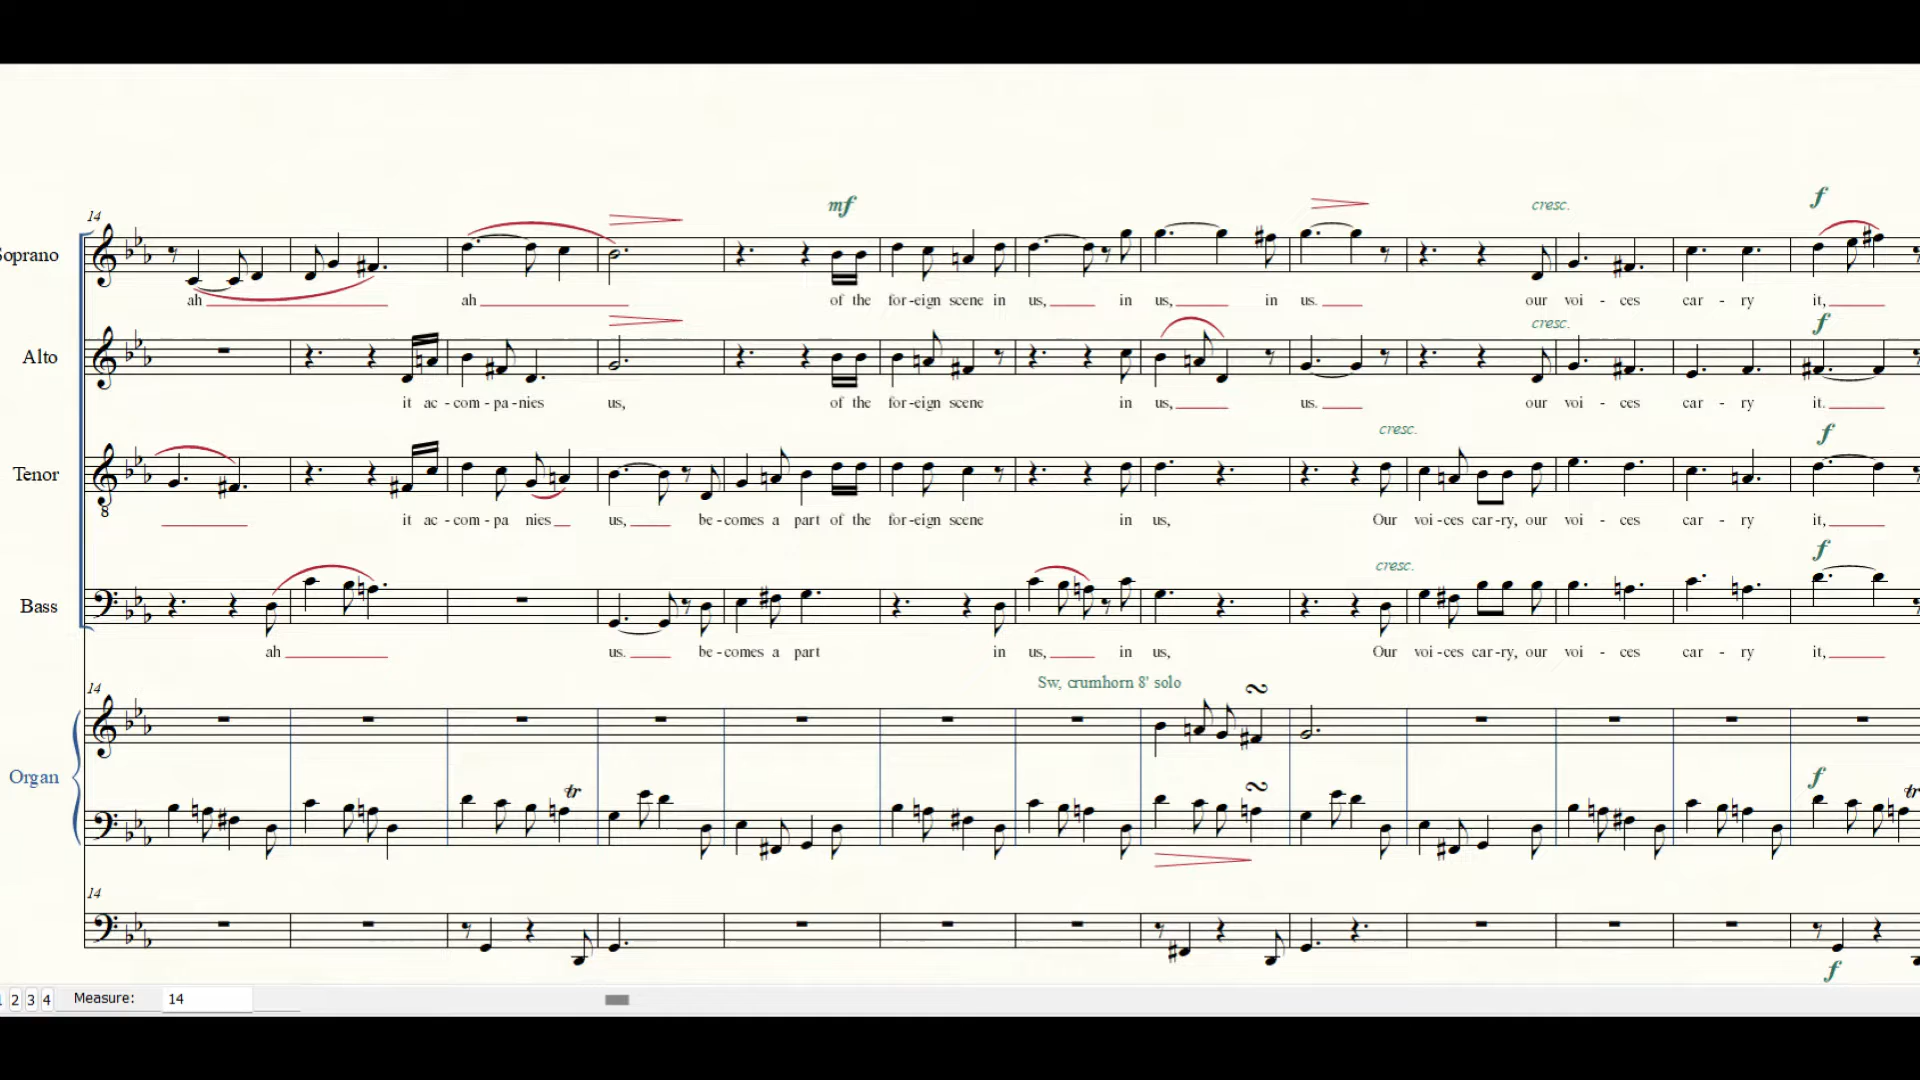 f
mf
cresc.
14
Soprano
ah ah of the for-eign scene in us, in us, in us. our voi - ces car - ry it,
cresc. f
Alto
it ac - com - pa - nies us, of the for-eign scene in us, us. our voi - ces car - ry it.
cresc. f
Tenor
8
it ac - com - pa nies us, be-comes a part of the for-eign scene in us, Our voi-ces car-ry, our voi - ces car - ry it,
f
cresc.
Bass
ah us. be-comes a part in us, in us, Our voi-ces car-ry, our voi - ces car - ry it,
Sw, crumhorn 8' solo
14
Organ
f
tr tr
14
f
2 3 4 Measure: 14